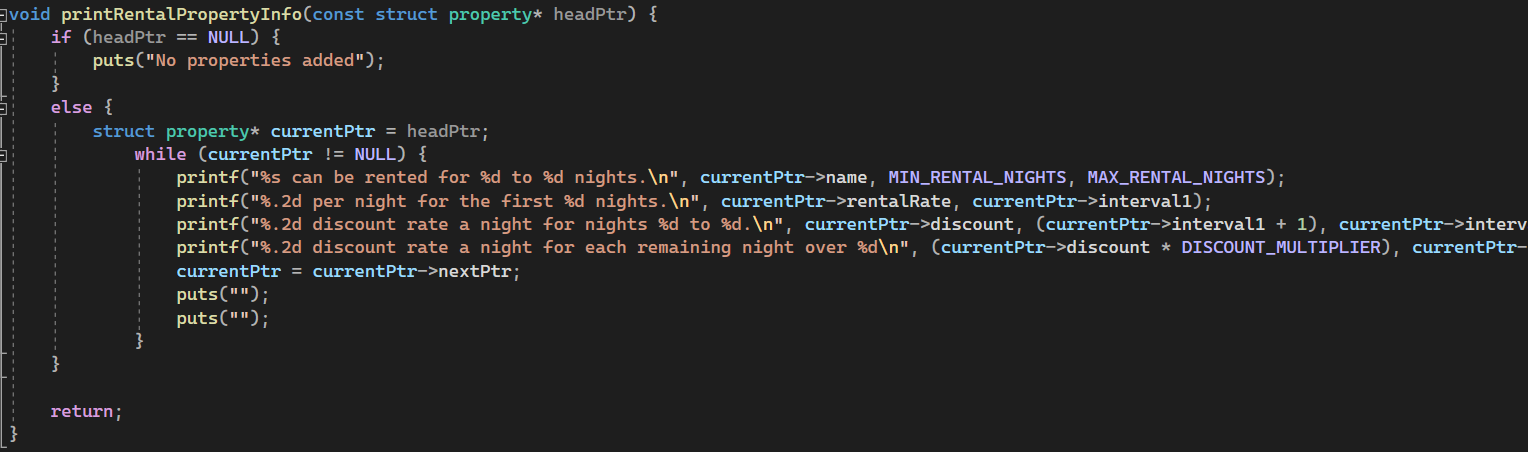 void printRentalPropertyInfo(const struct property* headPtr) {
    if (headPtr == NULL) {
        puts("No properties added");
    }
    else {
        struct property* currentPtr = headPtr;
            while (currentPtr != NULL) {
                printf("%s can be rented for %d to %d nights.\n", currentPtr->name, MIN_RENTAL_NIGHTS, MAX_RENTAL_NIGHTS);
                printf("%.2d per night for the first %d nights.\n", currentPtr->rentalRate, currentPtr->interval1);
                printf("%.2d discount rate a night for nights %d to %d.\n", currentPtr->discount, (currentPtr->interval1 + 1), currentPtr->interv
                printf("%.2d discount rate a night for each remaining night over %d\n", (currentPtr->discount * DISCOUNT_MULTIPLIER), currentPtr-
                currentPtr = currentPtr->nextPtr;
                puts("");
                puts("");
            }
    }
    return;
}